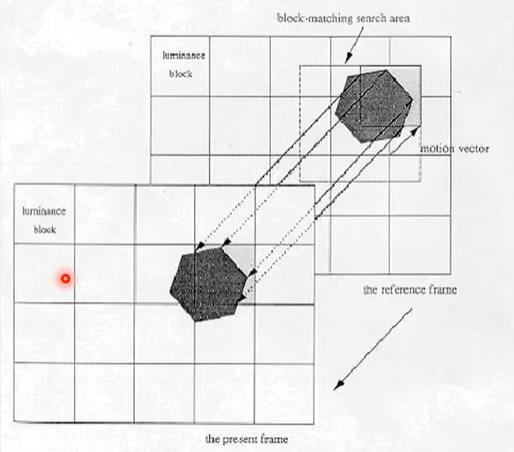 block-matching search area
luminance
block
motion vector
luminance
block
the reference frame
the present frame